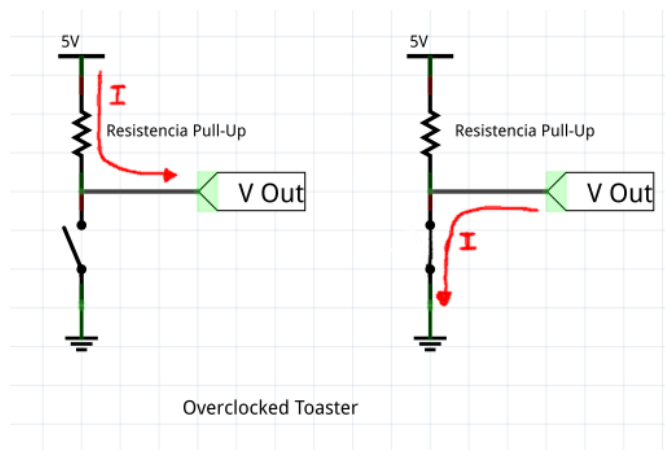 5V
I
Resistencia Pull-Up
V Out
5V
Resistencia Pull-Up
V Out
I
Overclocked Toaster